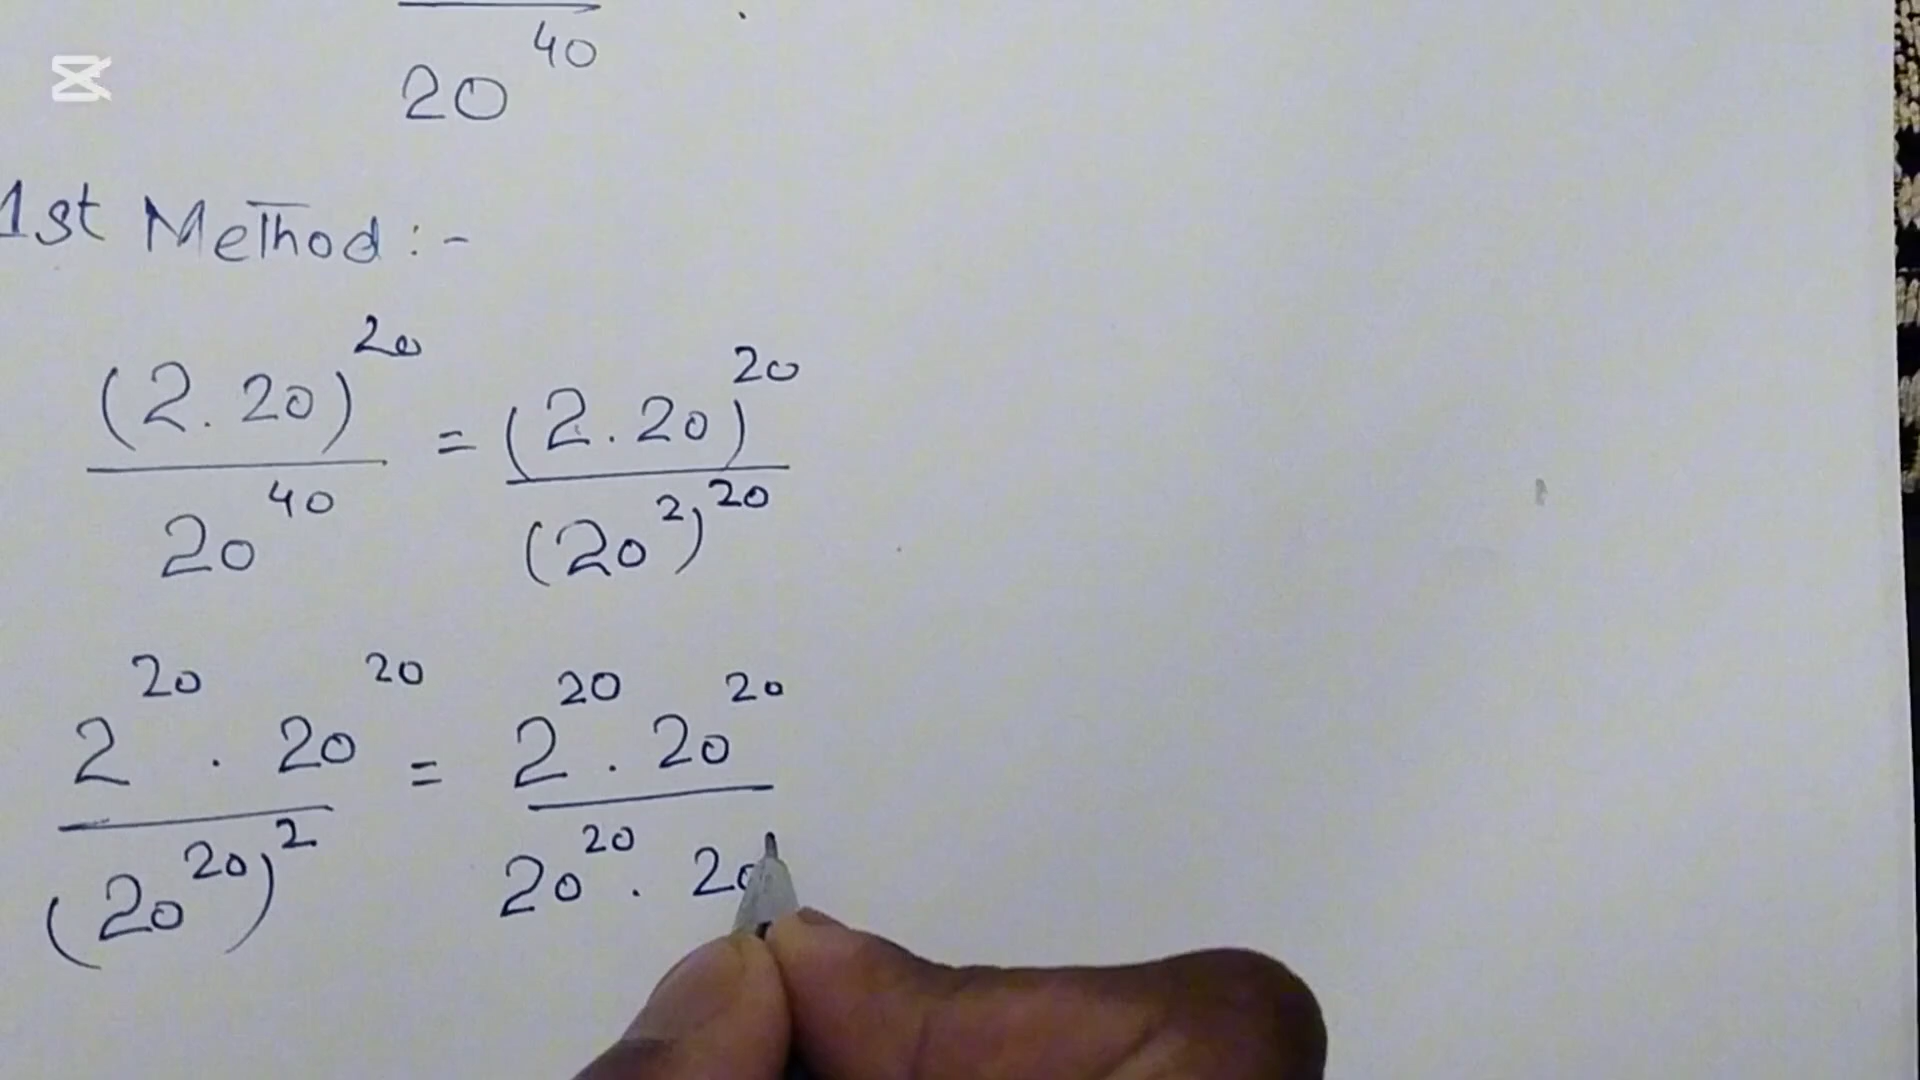 20^40
1st Method :-
(2.20)^20 / 20^40 = (2.20)^20 / (20^2)^20
2^20 . 20^20 / (20^20)^2 = 2^20 . 20^20 / 20^20 . 20